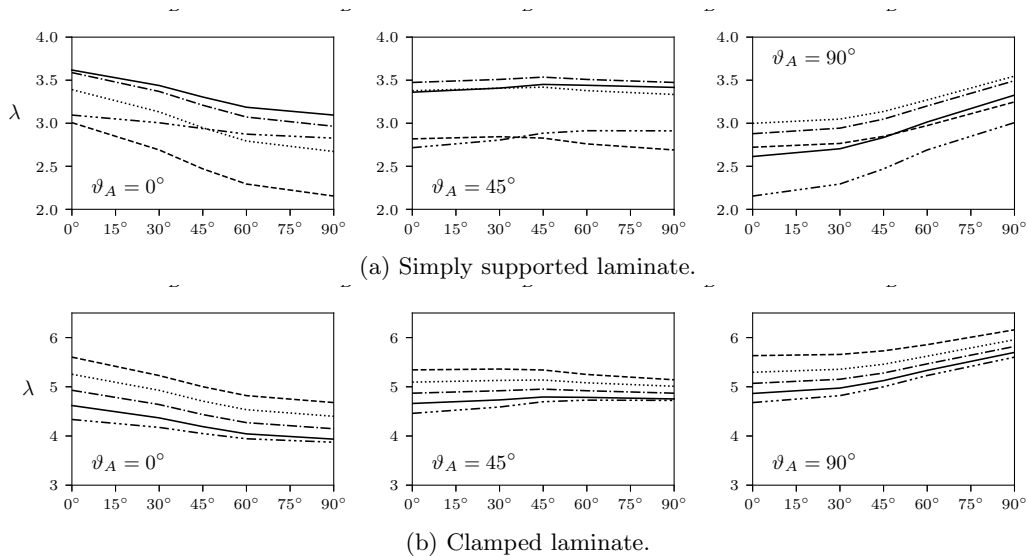 4.0 4.0 4.0
3.5 3.5 3.5
λ 3.0 3.0 3.0
2.5 2.5 2.5
2.0 2.0 2.0
ϑ_A = 0° ϑ_A = 45° ϑ_A = 90°
0° 15° 30° 45° 60° 75° 90° 0° 15° 30° 45° 60° 75° 90° 0° 15° 30° 45° 60° 75° 90°
(a) Simply supported laminate.
6 6 6
λ 5 5 5
4 4 4
ϑ_A = 0° ϑ_A = 45° ϑ_A = 90°
3 3 3
0° 15° 30° 45° 60° 75° 90° 0° 15° 30° 45° 60° 75° 90° 0° 15° 30° 45° 60° 75° 90°
(b) Clamped laminate.